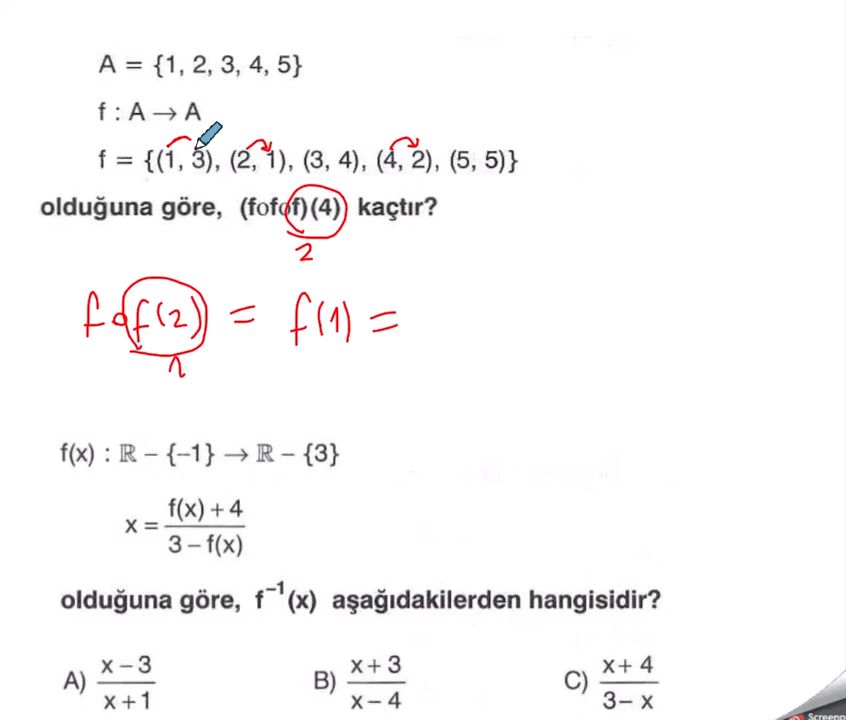 A = {1, 2, 3, 4, 5}
f : A → A
f = {(1, 3), (2, 1), (3, 4), (4, 2), (5, 5)}
olduğuna göre, (fofof)(4) kaçtır?
2
fof(2) = f(1) =
1
f(x) : ℝ – {–1} → ℝ – {3}
x = (f(x) + 4) / (3 – f(x))
olduğuna göre, f⁻¹(x) aşağıdakilerden hangisidir?
A) (x – 3) / (x + 1) B) (x + 3) / (x – 4) C) (x + 4) / (3 – x)